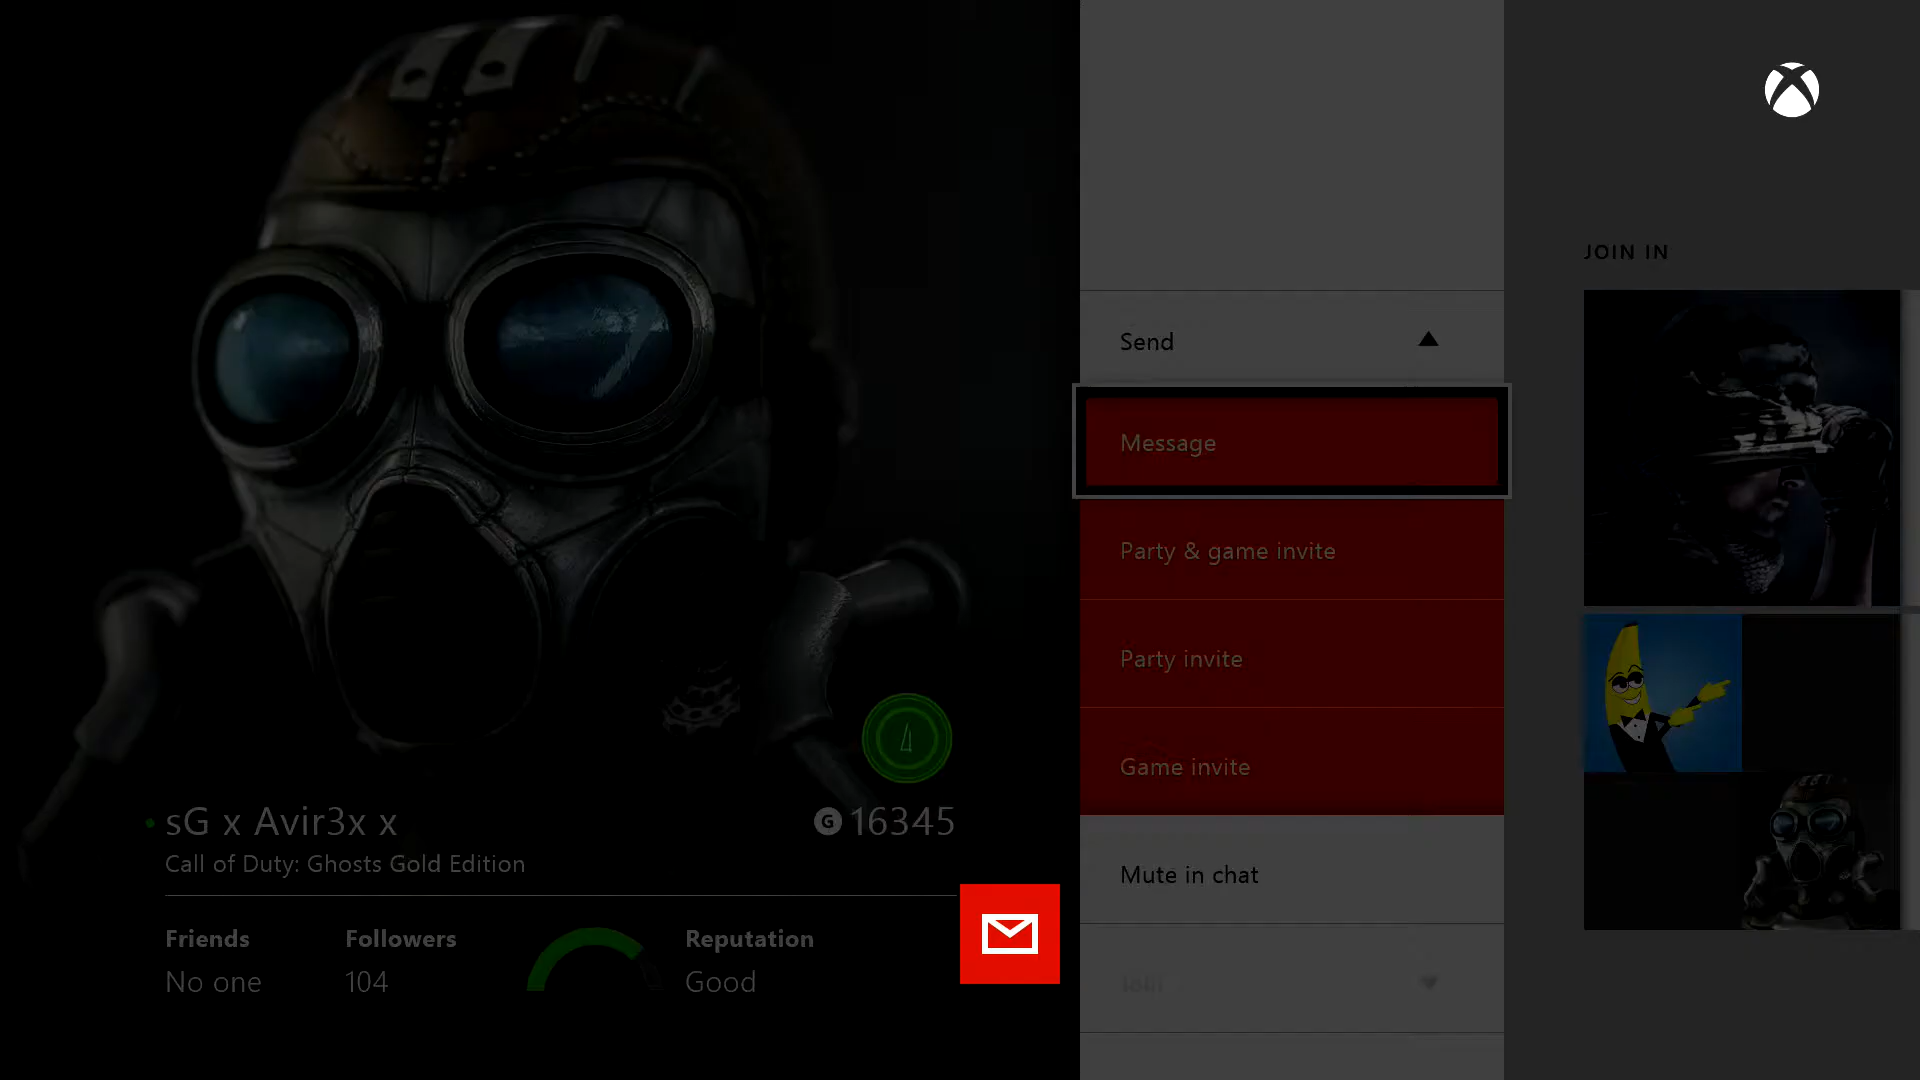 JOIN IN
Send
Message
Party & game invite
Party invite
Game invite
Mute in chat
sG x Avir3x x
G 16345
Call of Duty: Ghosts Gold Edition
Friends
No one
Followers
104
Reputation
Good